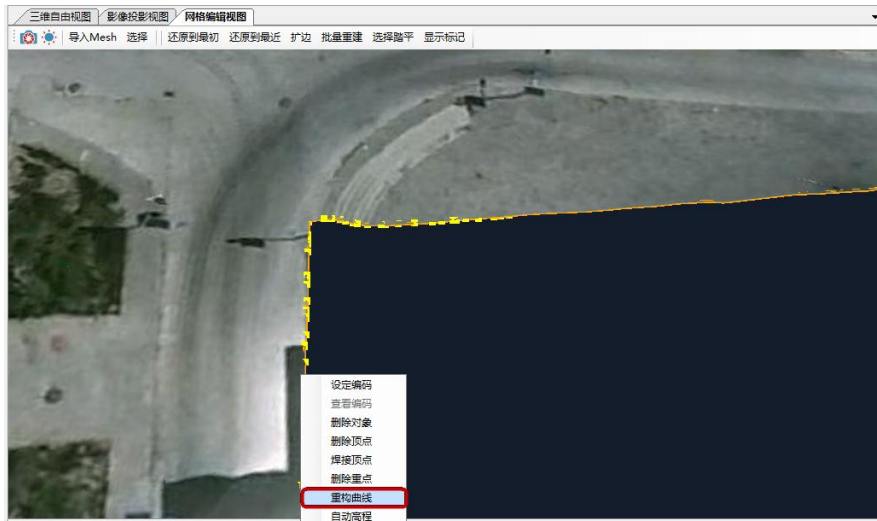 三维自由视图 影像投影视图 网格编辑视图
导入Mesh 选择 还原到最初 还原到最近 扩边 批量重建 选择踏平 显示标记
设定编码
查看编码
删除对象
删除顶点
焊接顶点
删除重点
重构曲线
自动高程